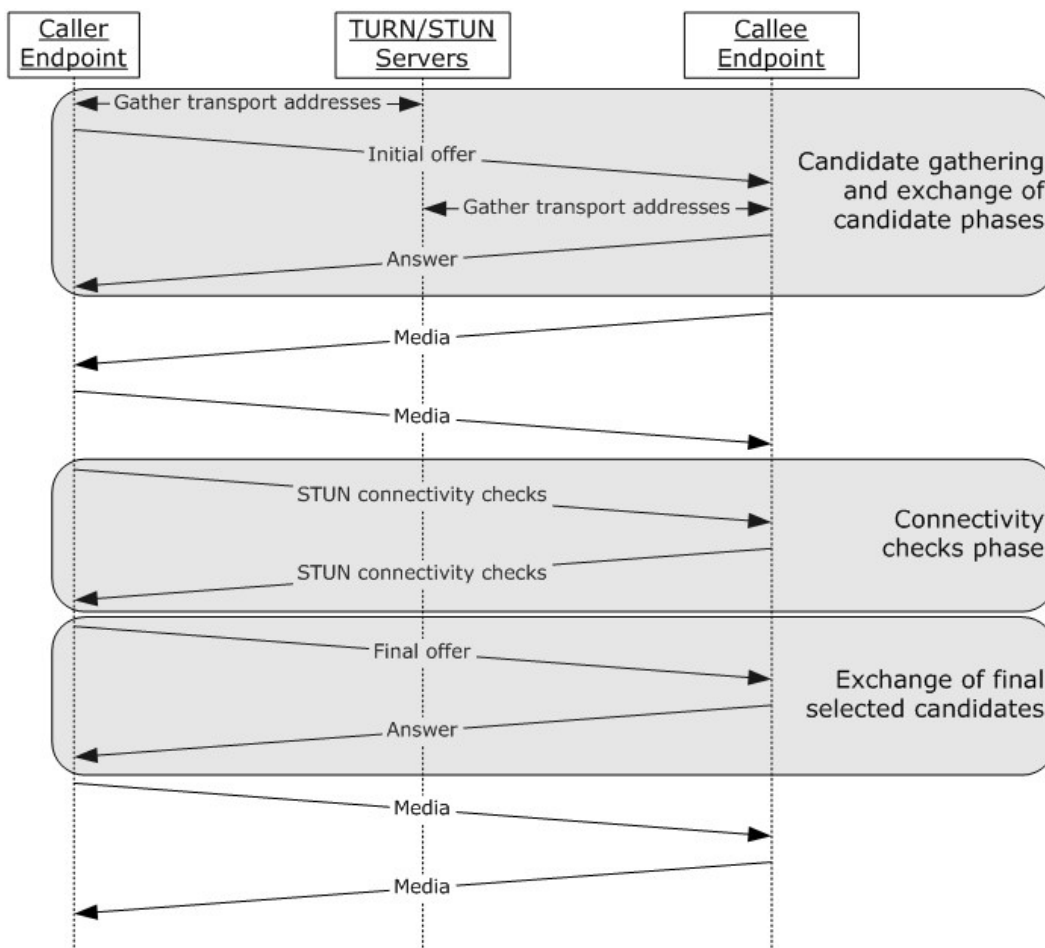 Caller
Endpoint
TURN/STUN
Servers
Callee
Endpoint
Gather transport addresses
Initial offer
Candidate gathering
and exchange of
candidate phases
Gather transport addresses
Answer
Media
Media
STUN connectivity checks
Connectivity
checks phase
STUN connectivity checks
Final offer
Exchange of final
selected candidates
Answer
Media
Media